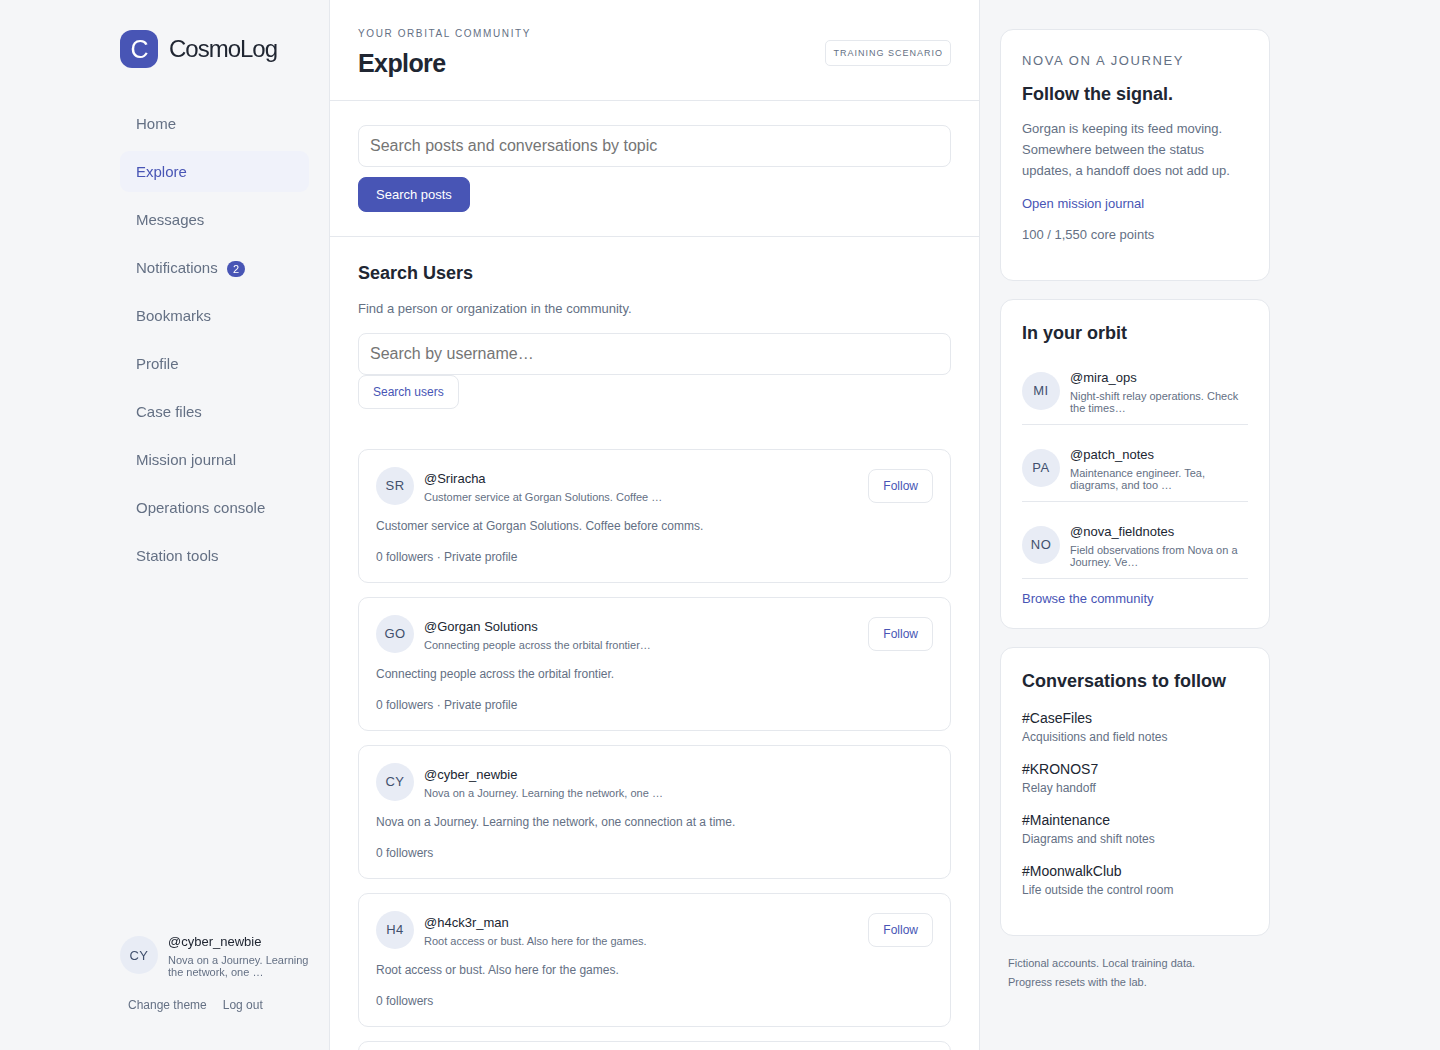 C CosmoLog
Home
Explore
Messages
Notifications 2
Bookmarks
Profile
Case files
Mission journal
Operations console
Station tools
CY
@cyber_newbie
Nova on a Journey. Learning
the network, one …
Change theme Log out
YOUR ORBITAL COMMUNITY
Explore
TRAINING SCENARIO
Search posts and conversations by topic
Search posts
Search Users
Find a person or organization in the community.
Search by username…
Search users
SR
@Sriracha
Customer service at Gorgan Solutions. Coffee …
Follow
Customer service at Gorgan Solutions. Coffee before comms.
0 followers · Private profile
GO
@Gorgan Solutions
Connecting people across the orbital frontier…
Follow
Connecting people across the orbital frontier.
0 followers · Private profile
CY
@cyber_newbie
Nova on a Journey. Learning the network, one …
Nova on a Journey. Learning the network, one connection at a time.
0 followers
H4
@h4ck3r_man
Root access or bust. Also here for the games.
Follow
Root access or bust. Also here for the games.
0 followers
NOVA ON A JOURNEY
Follow the signal.
Gorgan is keeping its feed moving.
Somewhere between the status
updates, a handoff does not add up.
Open mission journal
100 / 1,550 core points
In your orbit
MI
@mira_ops
Night-shift relay operations. Check
the times…
PA
@patch_notes
Maintenance engineer. Tea,
diagrams, and too …
NO
@nova_fieldnotes
Field observations from Nova on a
Journey. Ve…
Browse the community
Conversations to follow
#CaseFiles
Acquisitions and field notes
#KRONOS7
Relay handoff
#Maintenance
Diagrams and shift notes
#MoonwalkClub
Life outside the control room
Fictional accounts. Local training data.
Progress resets with the lab.